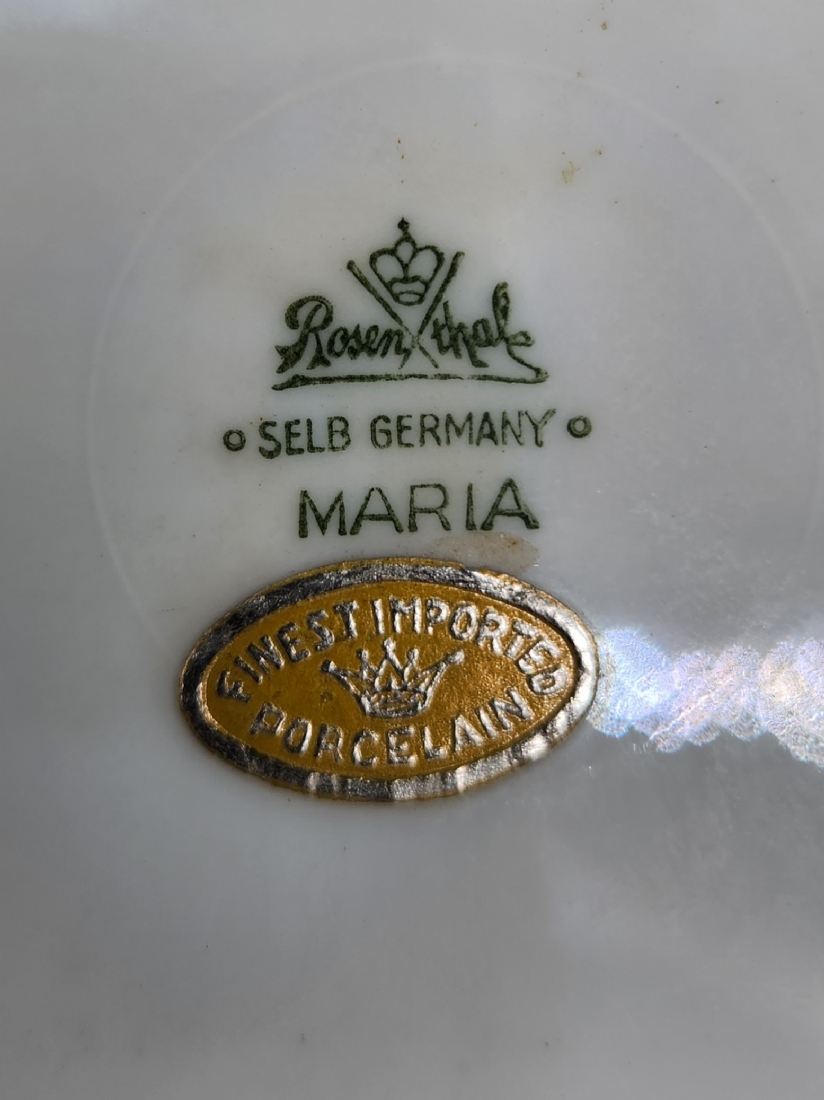 Rosenthal
SELB GERMANY
MARIA
FINEST IMPORTED
PORCELAIN